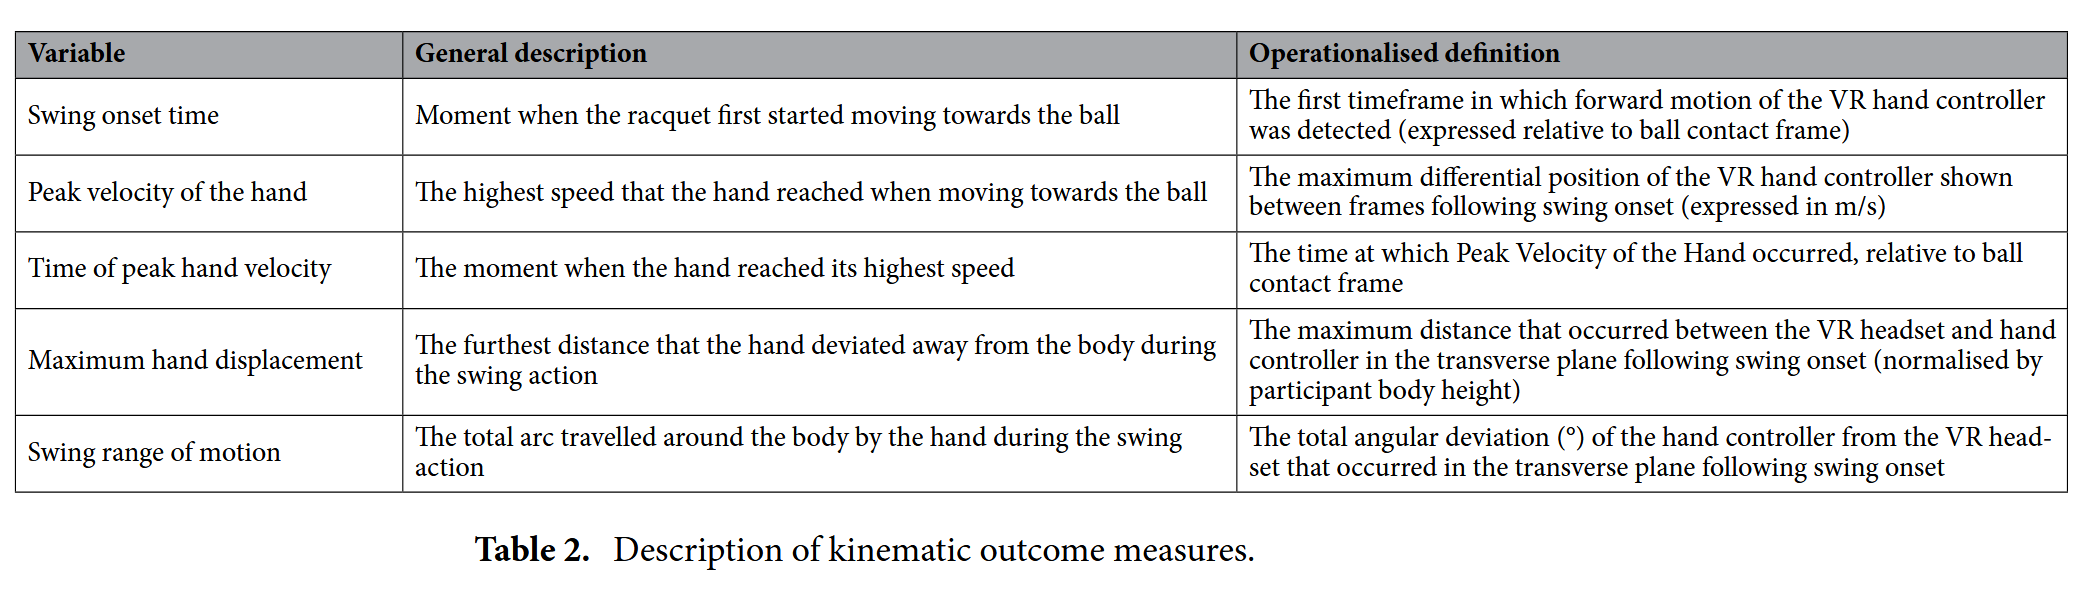 Variable
General description
Operationalised definition
Swing onset time
Moment when the racquet first started moving towards the ball
The first timeframe in which forward motion of the VR hand controller
was detected (expressed relative to ball contact frame)
Peak velocity of the hand
The highest speed that the hand reached when moving towards the ball
The maximum differential position of the VR hand controller shown
between frames following swing onset (expressed in m/s)
Time of peak hand velocity
The moment when the hand reached its highest speed
The time at which Peak Velocity of the Hand occurred, relative to ball
contact frame
Maximum hand displacement
The furthest distance that the hand deviated away from the body during
the swing action
The maximum distance that occurred between the VR headset and hand
controller in the transverse plane following swing onset (normalised by
participant body height)
Swing range of motion
The total arc travelled around the body by the hand during the swing
action
The total angular deviation (°) of the hand controller from the VR head-
set that occurred in the transverse plane following swing onset
Table 2. Description of kinematic outcome measures.